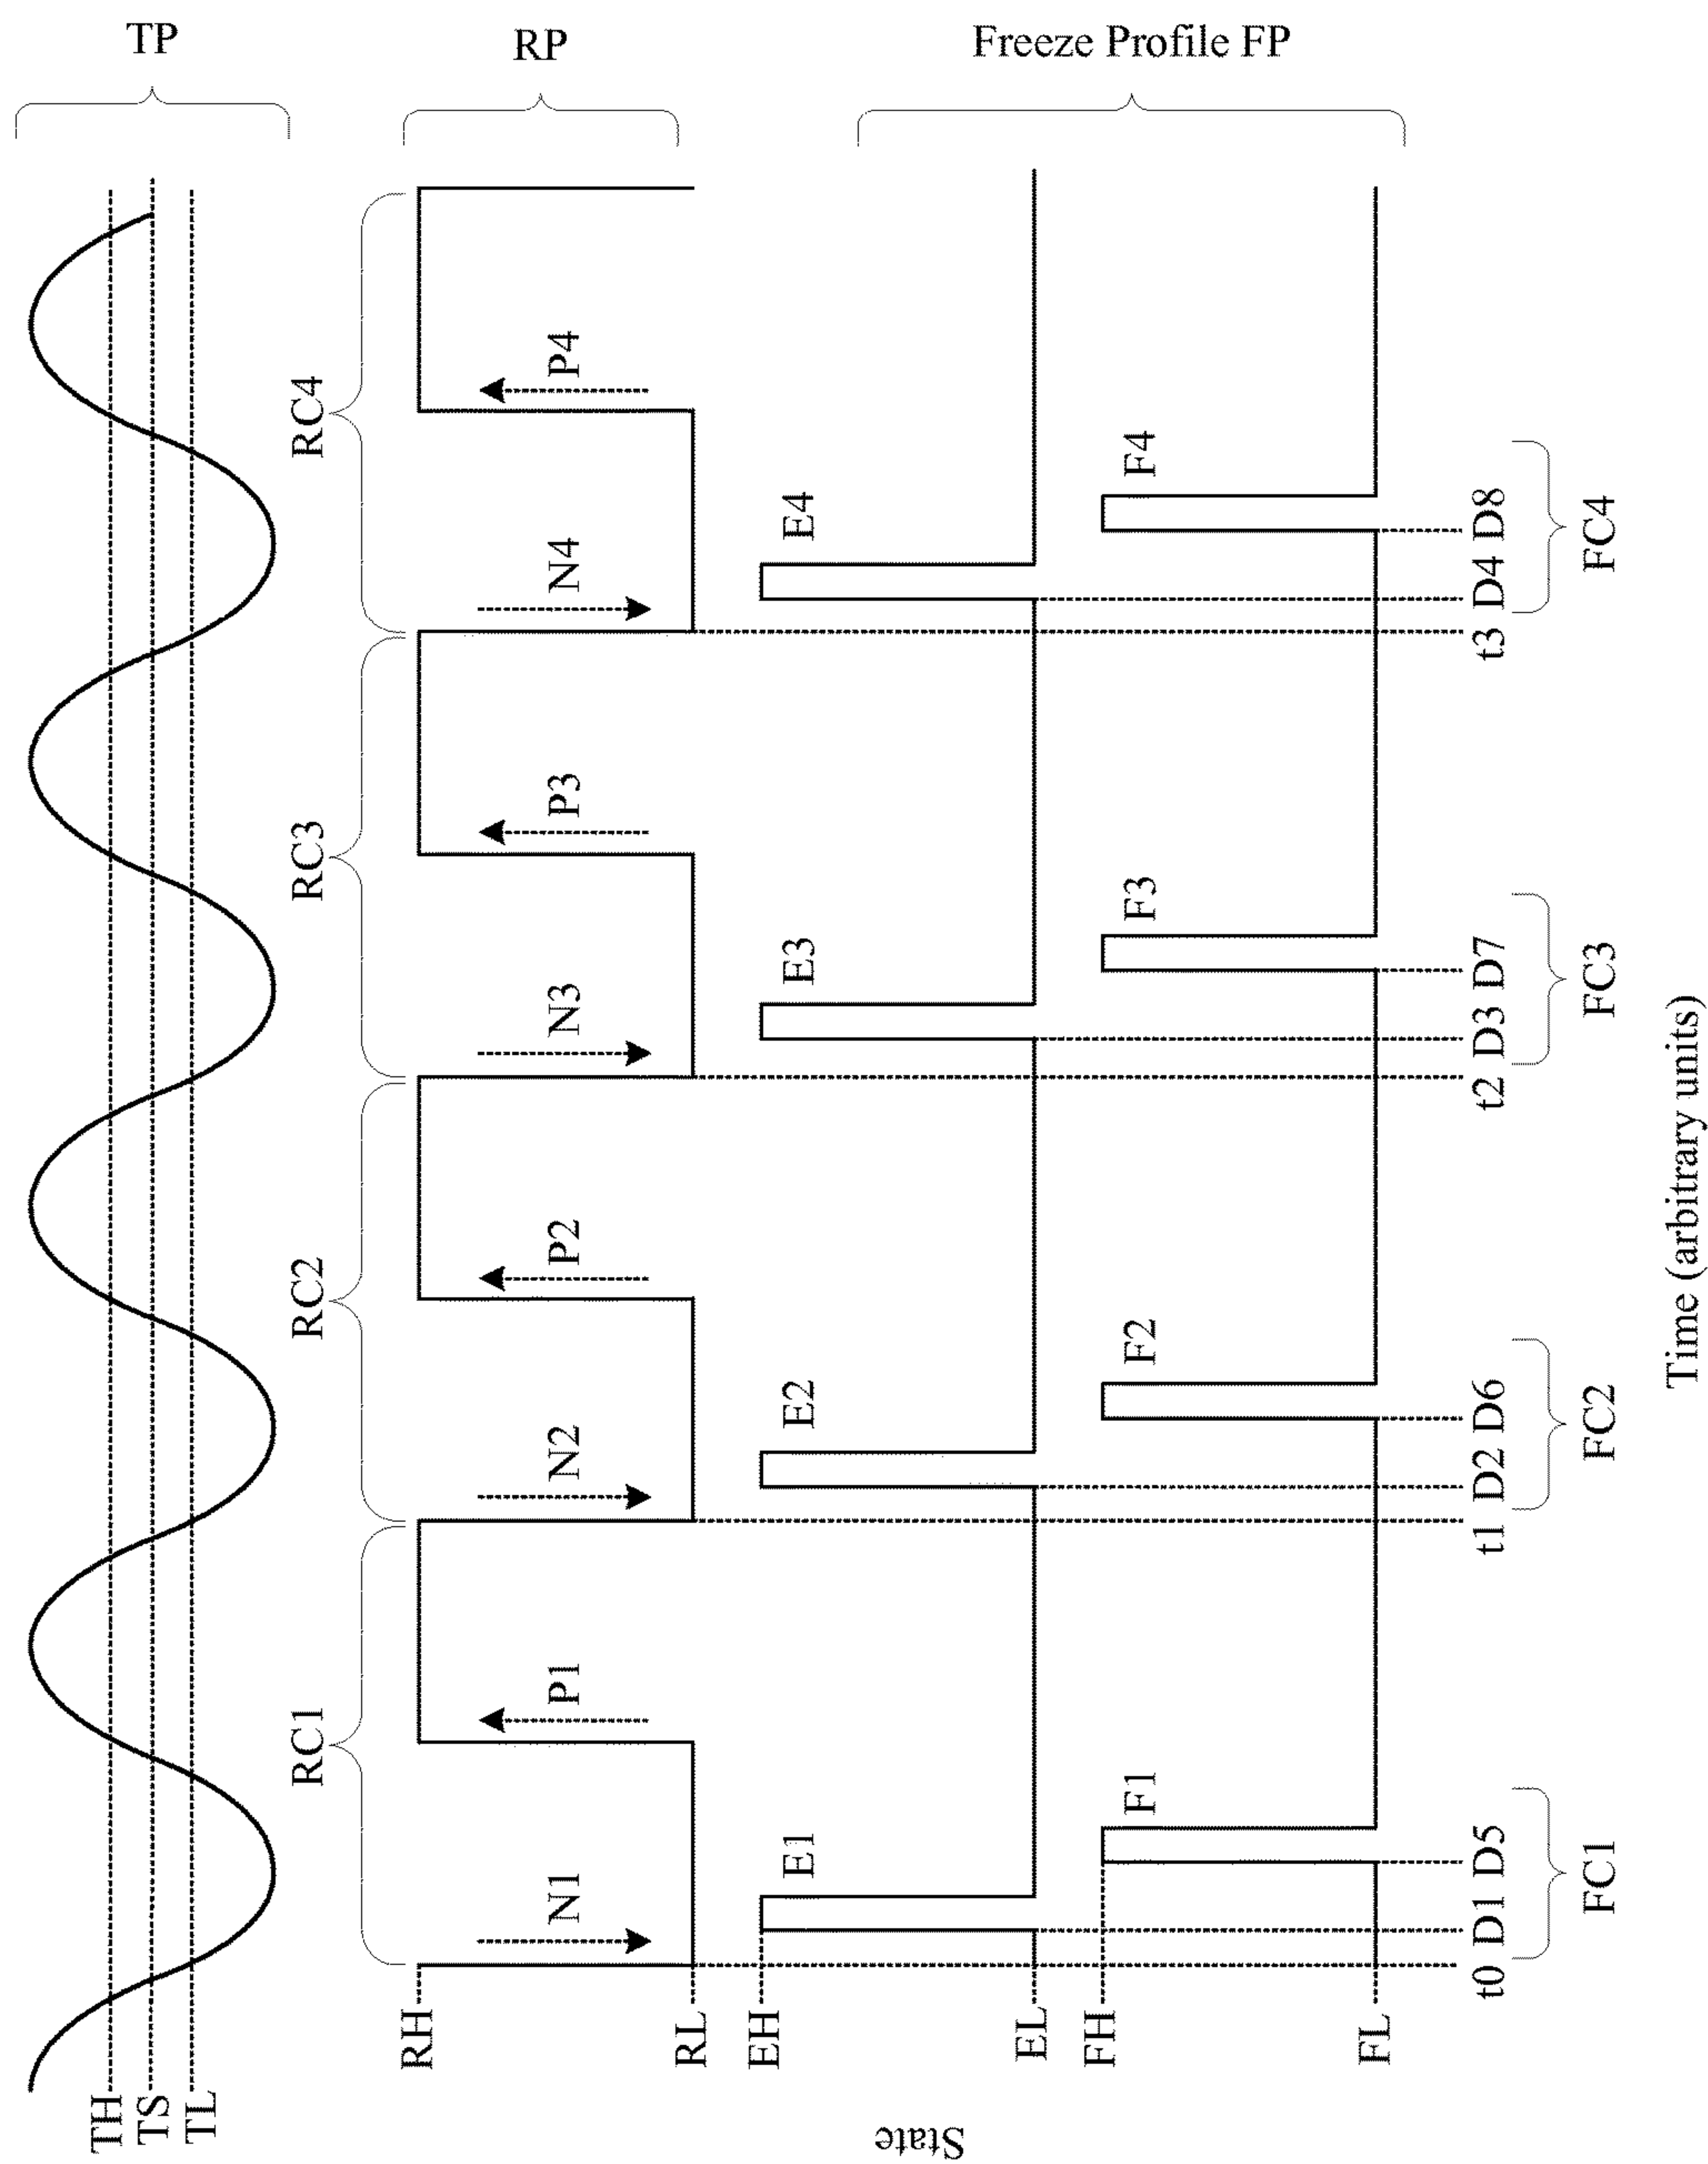 TP
TH
TS
TL
RC1 RC2 RC3 RC4
RP
RH
N1 P1 N2 P2 N3 P3 N4 P4
RL
EH
E1 E2 E3 E4
EL
Freeze Profile FP
FH
F1 F2 F3 F4
FL
State
t0 D1 D5 t1 D2 D6 t2 D3 D7 t3 D4 D8
FC1 FC2 FC3 FC4
Time (arbitrary units)